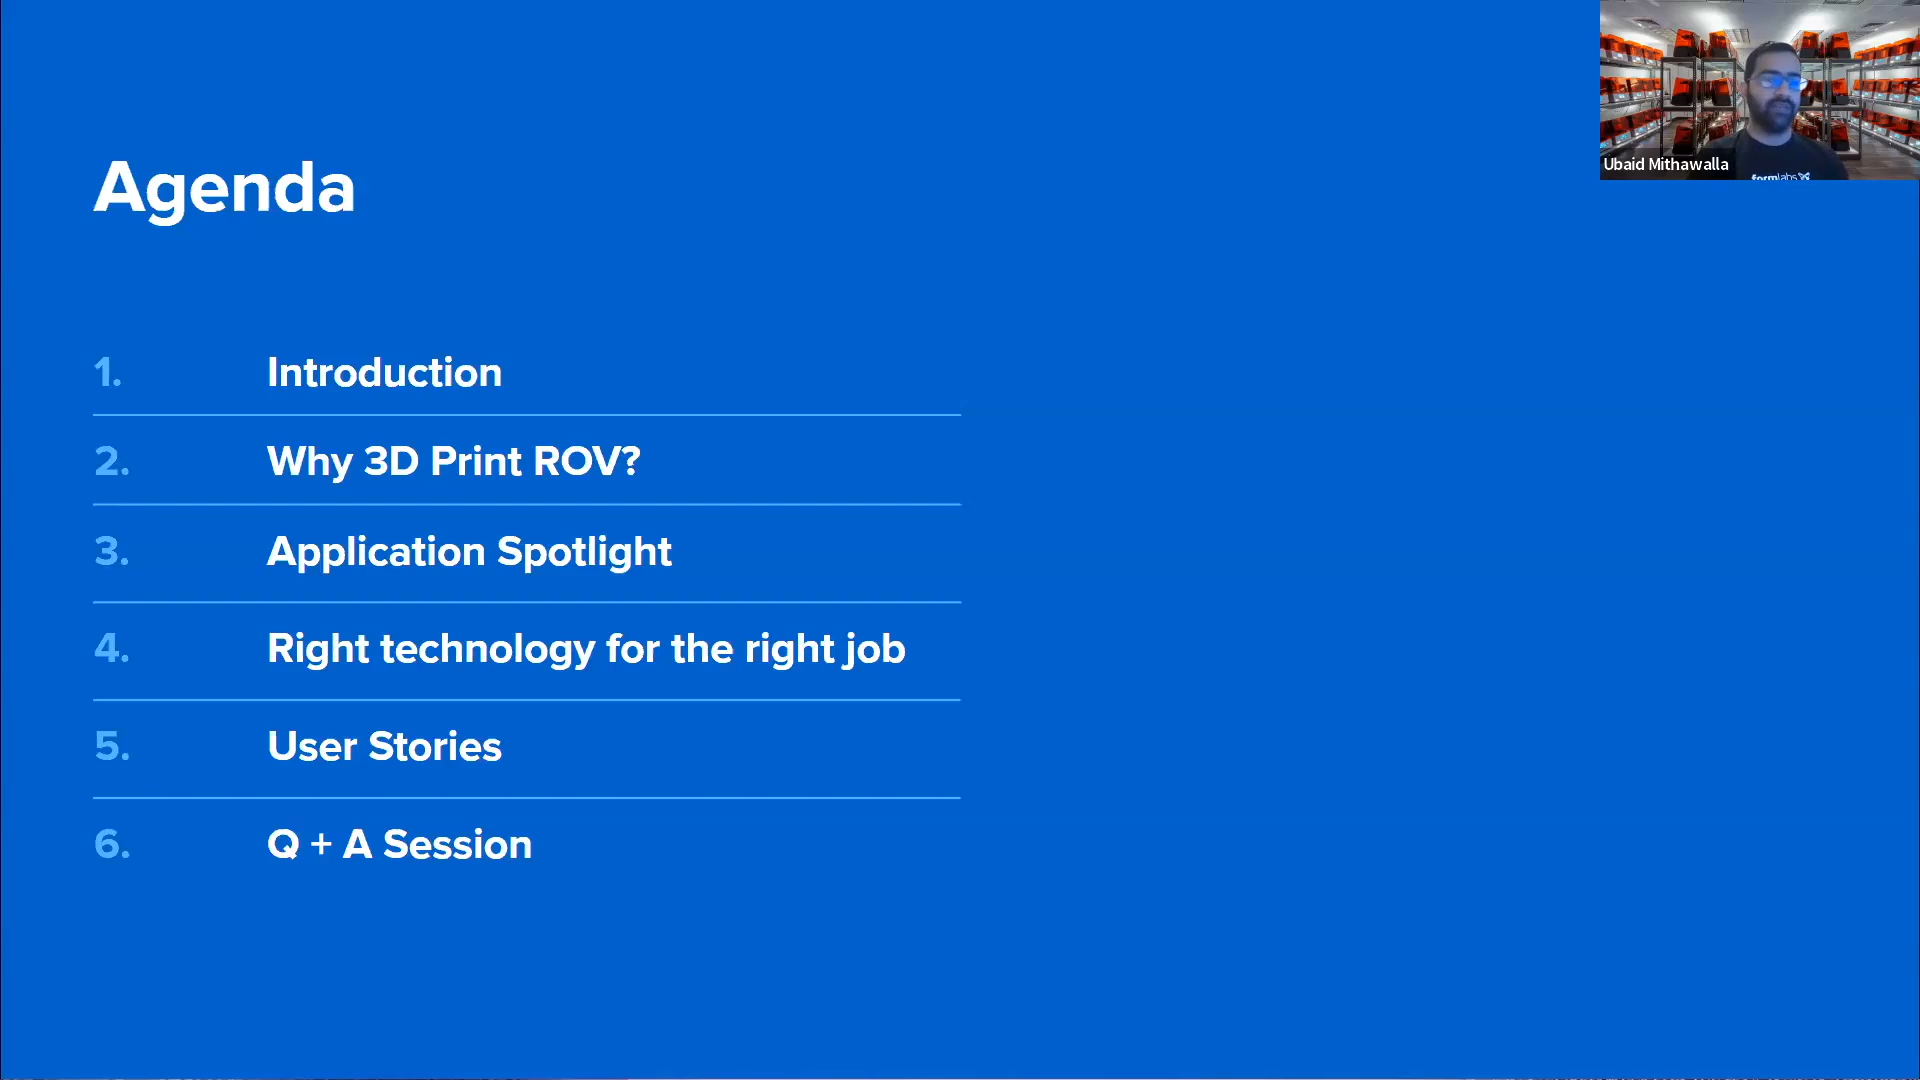 Agenda
1. Introduction
2. Why 3D Print ROV?
3. Application Spotlight
4. Right technology for the right job
5. User Stories
6. Q + A Session
Ubaid Mithawalla
formlabs